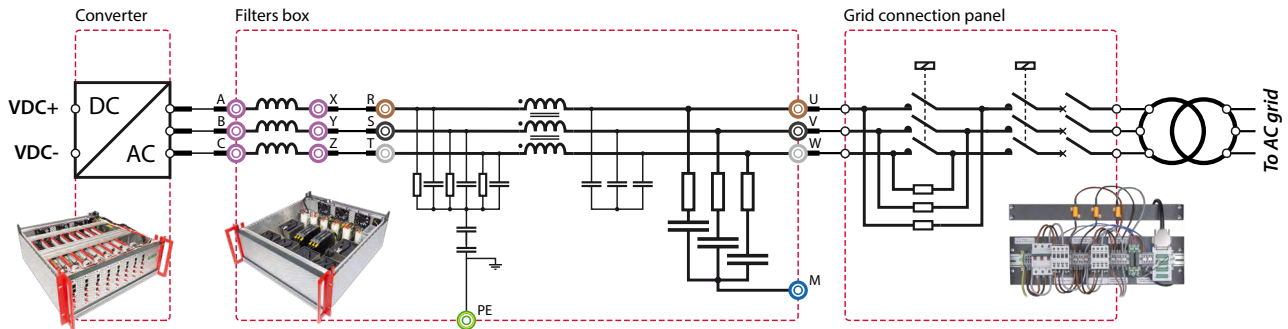 Converter
Filters box
Grid connection panel
VDC+
DC
A
X
R
U
B
Y
S
V
VDC-
AC
C
Z
T
W
To AC grid
M
PE